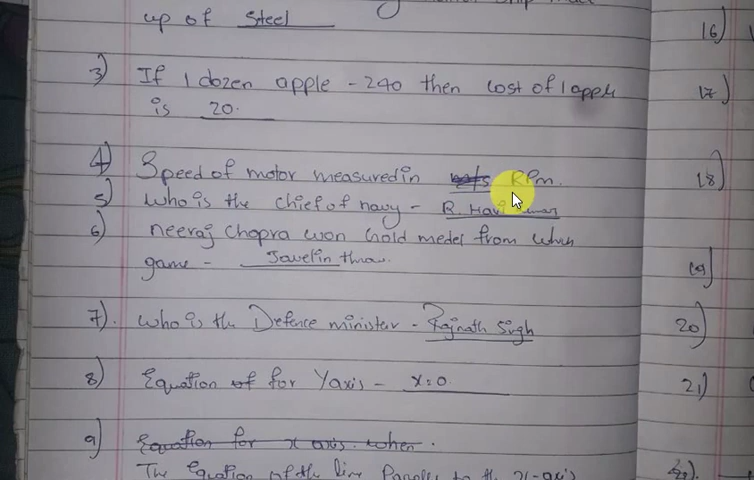 up of Steel
16)
3) If 1 dozen apple - 240 then cost of 1 apple
is 20.
17)
4) Speed of motor measured in RPm.
18)
5) who is the chief of navy - R Hari
6) neeraj chopra won Gold medel from which
game - Javelin throw.
19)
7). who is the Defence minister - Rajnath Singh
20)
8) Equation of for Yaxis - x=0.
21)
9) Equation for x axis when.
The Equation of the line Parallel to the x-axis